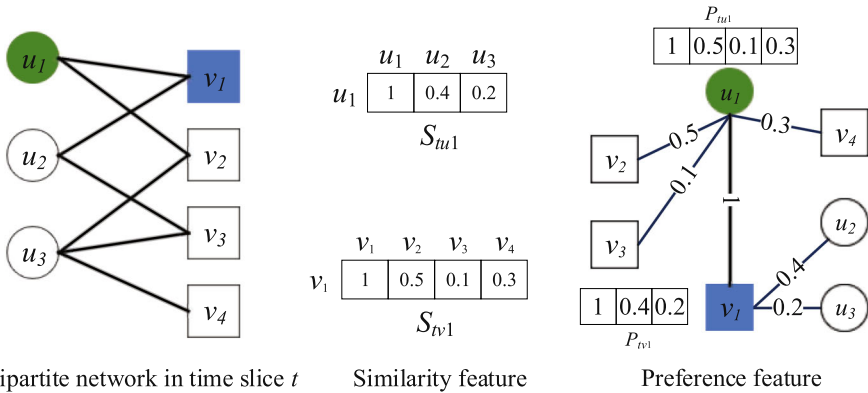 u1
u2
u3
v1
v2
v3
v4
ipartite network in time slice t
u1 u2 u3
u1 1 0.4 0.2
Stu1
v1 v2 v3 v4
v1 1 0.5 0.1 0.3
Stv1
Similarity feature
Ptu1
1 0.5 0.1 0.3
u1
0.5
0.3
v4
v2
0.1
v3
1
u2
0.4
1 0.4 0.2
v1
0.2
u3
Ptv1
Preference feature